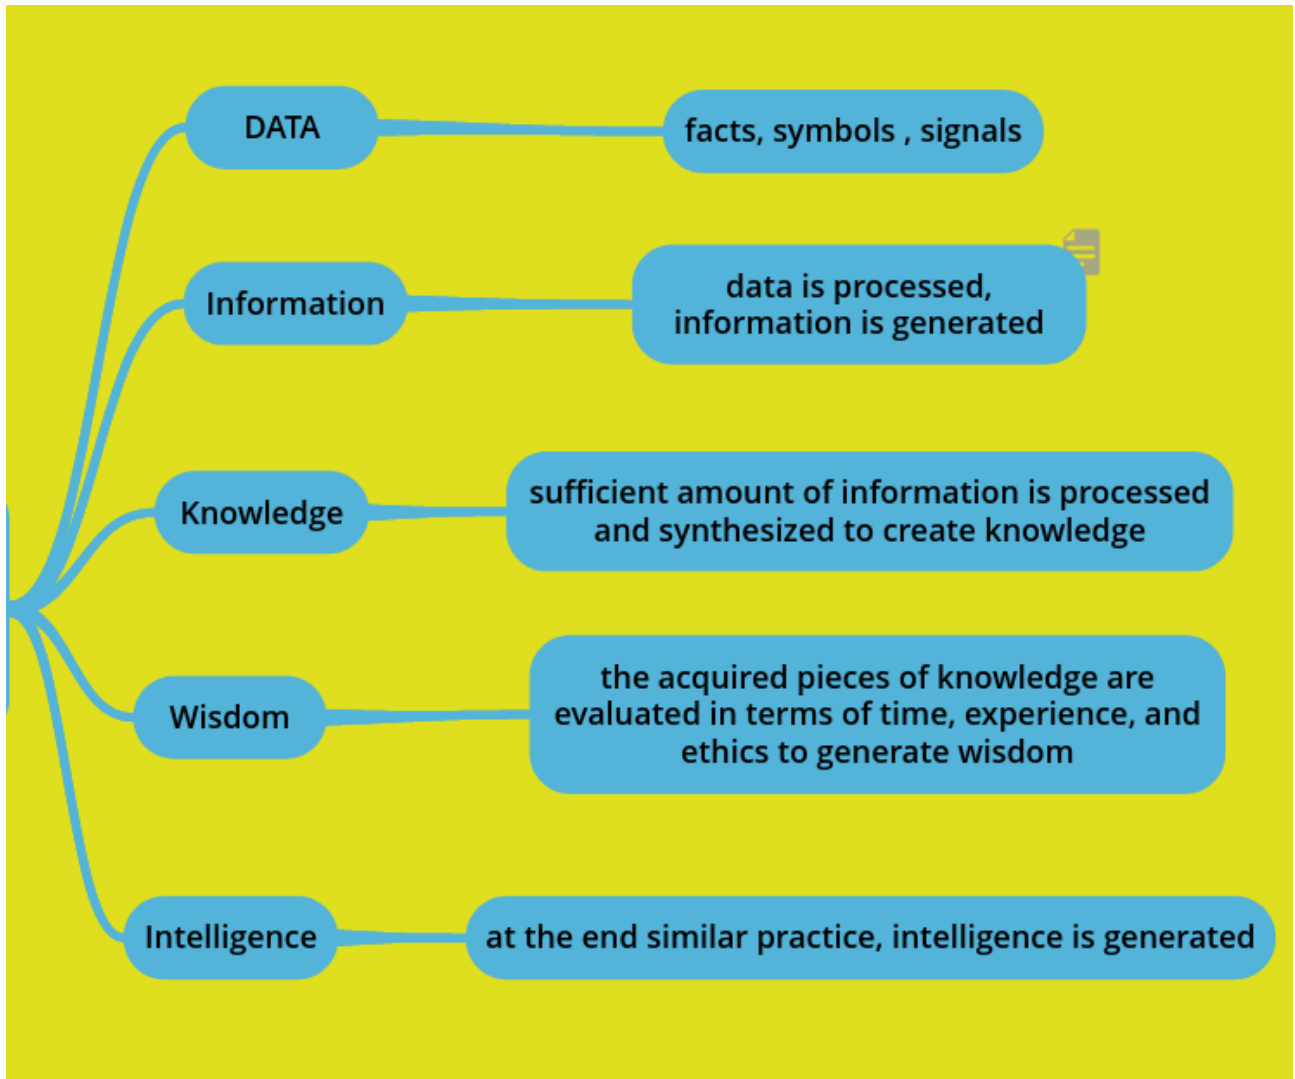 DATA
facts, symbols , signals
Information
data is processed,
information is generated
Knowledge
sufficient amount of information is processed
and synthesized to create knowledge
Wisdom
the acquired pieces of knowledge are
evaluated in terms of time, experience, and
ethics to generate wisdom
Intelligence
at the end similar practice, intelligence is generated